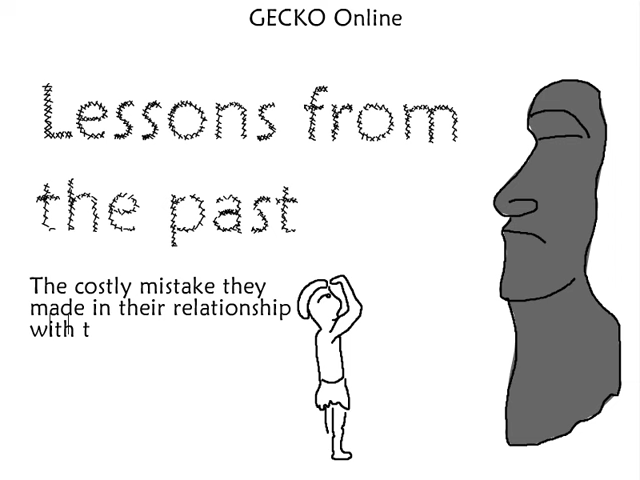 GECKO Online
Lessons from
the past
The costly mistake they
made in their relationship
with t